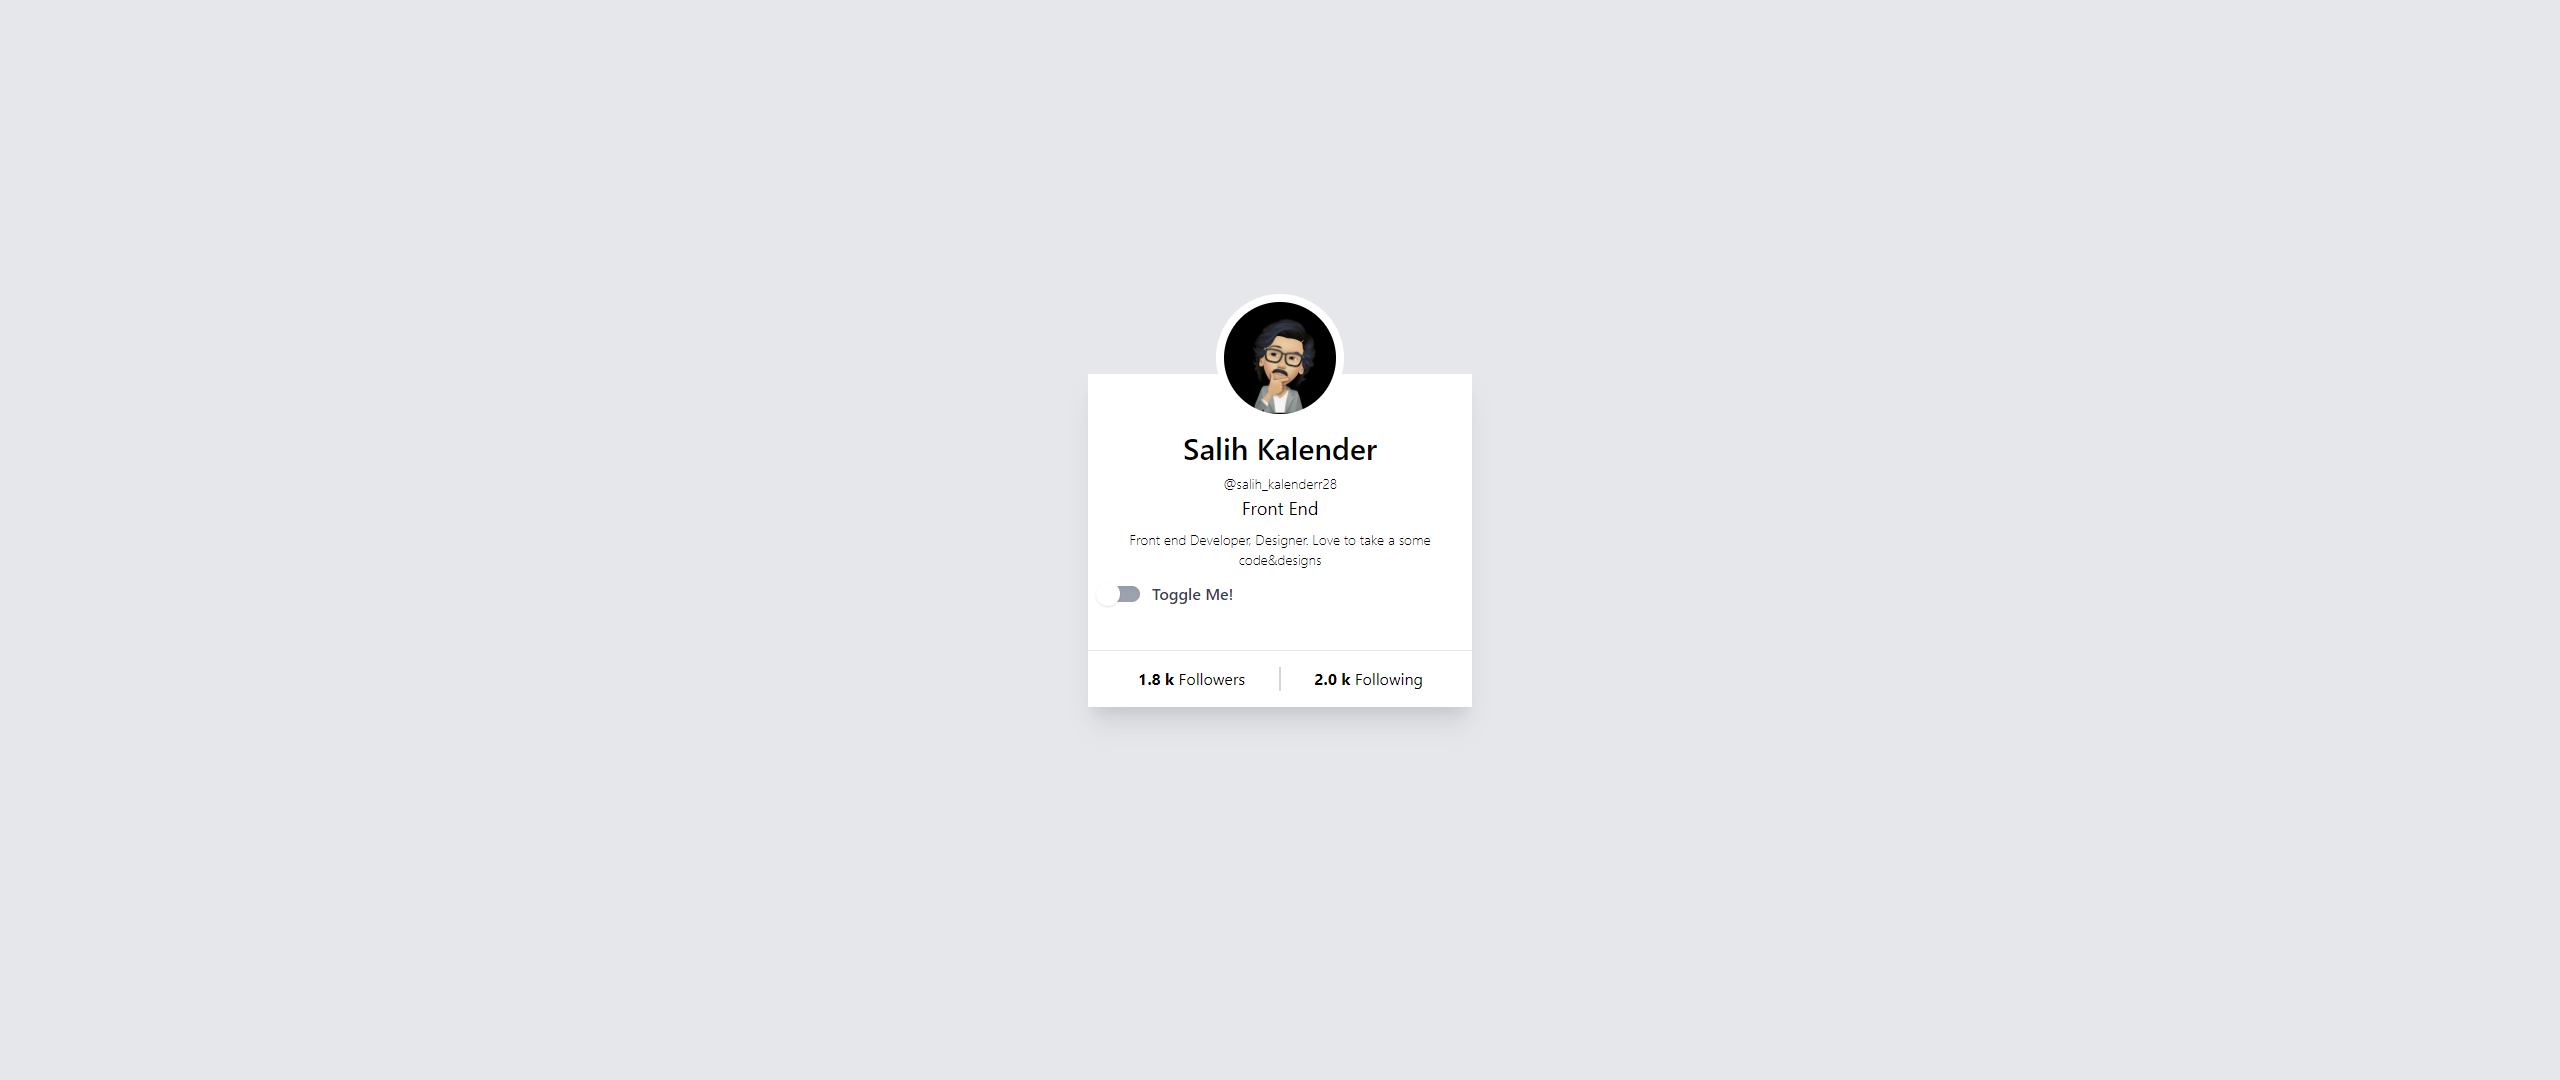 Salih Kalender
@salih_kalenderr28
Front End
Front end Developer, Designer. Love to take a some
code&designs
Toggle Me!
1.8 k Followers
2.0 k Following